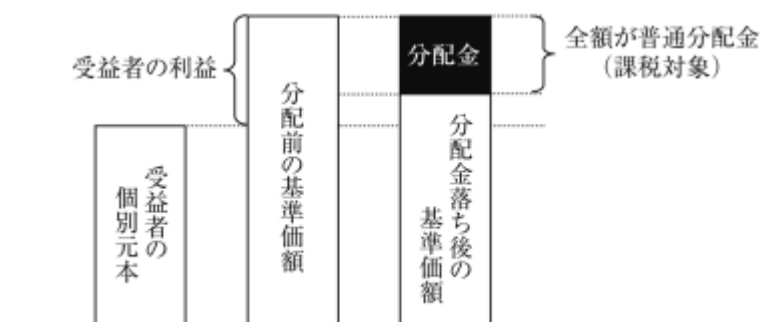 受益者の利益
分配金
全額が普通分配金
（課税対象）
受益者の
個別元本
分配前の基準価額
分配金落ち後の
基準価額